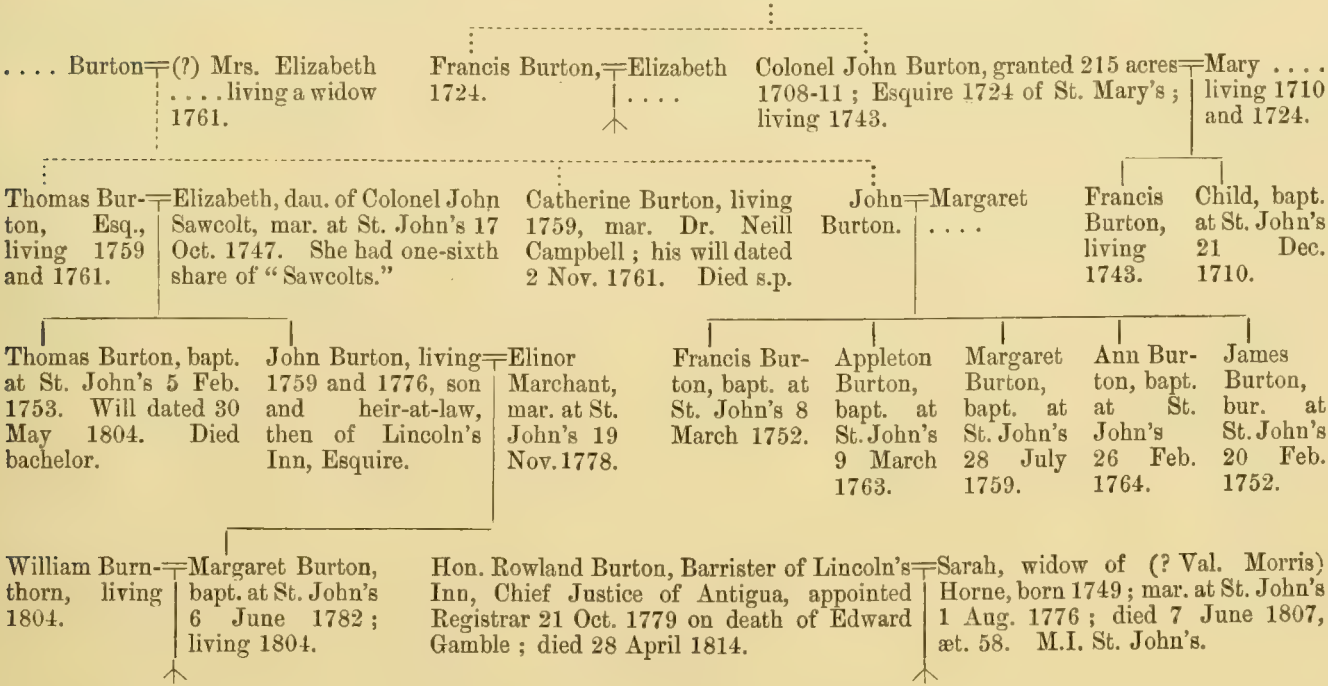 .... Burton╤(?) Mrs. Elizabeth
.... living a widow
1761.
Francis Burton,╤Elizabeth
1724. ....
Colonel John Burton, granted 215 acres╤Mary ....
1708-11 ; Esquire 1724 of St. Mary's ; living 1710
living 1743. and 1724.
Thomas Bur-╤Elizabeth, dau. of Colonel John
ton, Esq., Sawcolt, mar. at St. John's 17
living 1759 Oct. 1747. She had one-sixth
and 1761. share of "Sawcolts."
Catherine Burton, living
1759, mar. Dr. Neill
Campbell ; his will dated
2 Nov. 1761. Died s.p.
John╤Margaret
Burton. ....
Francis
Burton,
living
1743.
Child, bapt.
at St. John's
21 Dec.
1710.
Thomas Burton, bapt.
at St. John's 5 Feb.
1753. Will dated 30
May 1804. Died
bachelor.
John Burton, living╤Elinor
1759 and 1776, son Marchant,
and heir-at-law, mar. at St.
then of Lincoln's John's 19
Inn, Esquire. Nov. 1778.
Francis Bur-
ton, bapt. at
St. John's 8
March 1752.
Appleton
Burton,
bapt. at
St. John's
9 March
1763.
Margaret
Burton,
bapt. at
St. John's
28 July
1759.
Ann Bur-
ton, bapt.
at St.
John's
26 Feb.
1764.
James
Burton,
bur. at
St. John's
20 Feb.
1752.
William Burn-╤Margaret Burton,
thorn, living bapt. at St. John's
1804. 6 June 1782 ;
living 1804.
Hon. Rowland Burton, Barrister of Lincoln's╤Sarah, widow of (? Val. Morris)
Inn, Chief Justice of Antigua, appointed Horne, born 1749 ; mar. at St. John's
Registrar 21 Oct. 1779 on death of Edward 1 Aug. 1776 ; died 7 June 1807,
Gamble ; died 28 April 1814. æt. 58. M.I. St. John's.